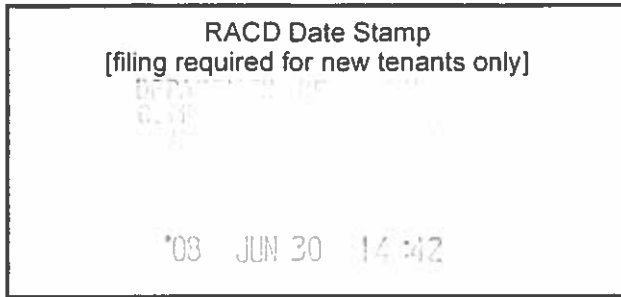 RACD Date Stamp
[filing required for new tenants only]
'08 JUN 30 14:42